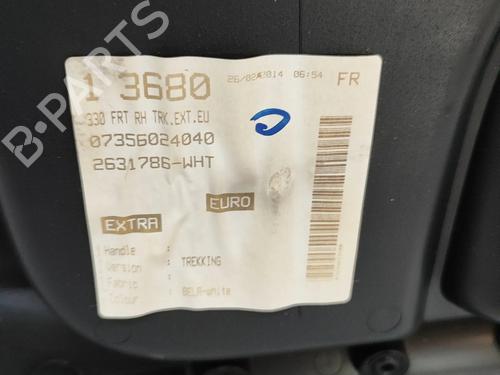 B-PARTS
1 3680
26/02/2014 06:54 FR
330 FRT RH TRK.EXT.EU
07356024040
2631786-WHT
EURO
EXTRA
Handle :
Version : TREKKING
Fabric :
Colour : BELR-white